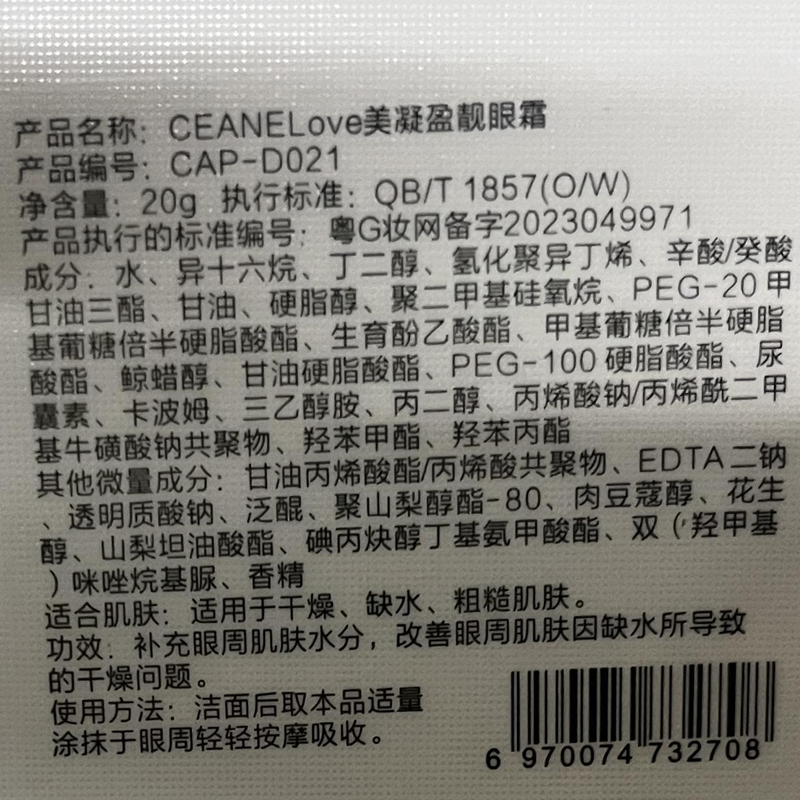 产品名称：CEANELove美凝盈靓眼霜
产品编号：CAP-D021
净含量：20g 执行标准：QB/T 1857(O/W)
产品执行的标准编号：粤G妆网备字2023049971
成分：水、异十六烷、丁二醇、氢化聚异丁烯、辛酸/癸酸
甘油三酯、甘油、硬脂醇、聚二甲基硅氧烷、PEG-20 甲
基葡糖倍半硬脂酸酯、生育酚乙酸酯、甲基葡糖倍半硬脂
酸酯、鲸蜡醇、甘油硬脂酸酯、PEG-100 硬脂酸酯、尿
囊素、卡波姆、三乙醇胺、丙二醇、丙烯酸钠/丙烯酰二甲
基牛磺酸钠共聚物、羟苯甲酯、羟苯丙酯
其他微量成分：甘油丙烯酸酯/丙烯酸共聚物、EDTA 二钠
、透明质酸钠、泛醌、聚山梨醇酯-80、肉豆蔻醇、花生
醇、山梨坦油酸酯、碘丙炔醇丁基氨甲酸酯、双（羟甲基
）咪唑烷基脲、香精
适合肌肤：适用于干燥、缺水、粗糙肌肤。
功效：补充眼周肌肤水分，改善眼周肌肤因缺水所导致
的干燥问题。
使用方法：洁面后取本品适量
涂抹于眼周轻轻按摩吸收。
6 970074 732708